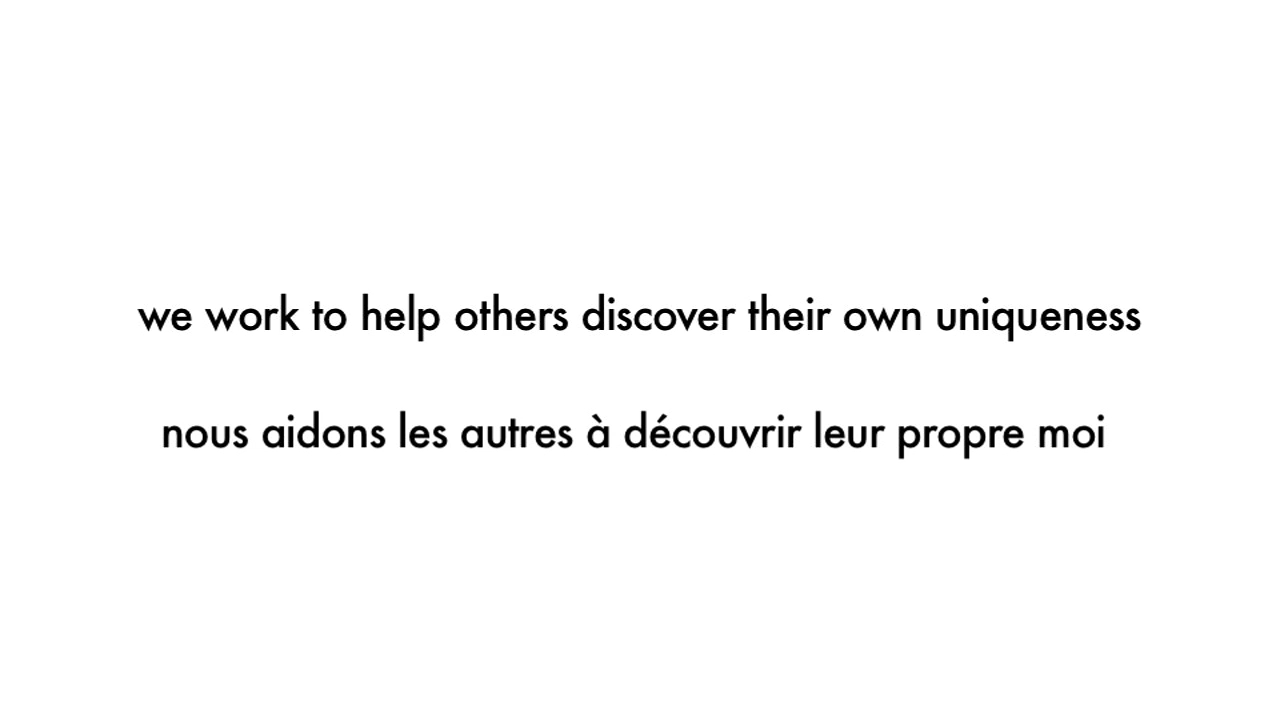 we work to help others discover their own uniqueness
nous aidons les autres à découvrir leur propre moi